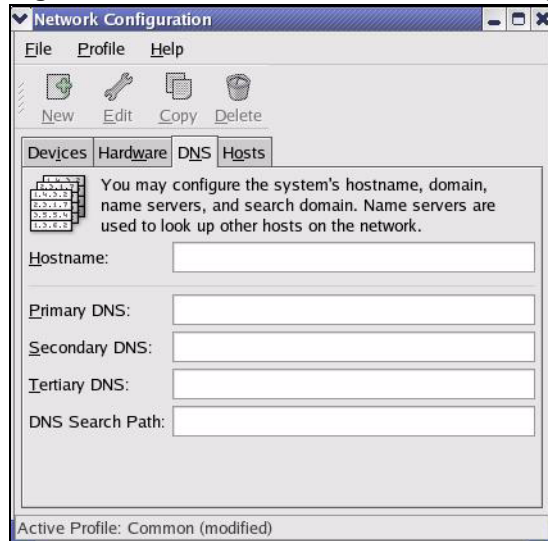 Network Configuration
File Profile Help
New Edit Copy Delete
Devices Hardware DNS Hosts
You may configure the system's hostname, domain,
name servers, and search domain. Name servers are
used to look up other hosts on the network.
Hostname:
Primary DNS:
Secondary DNS:
Tertiary DNS:
DNS Search Path:
Active Profile: Common (modified)